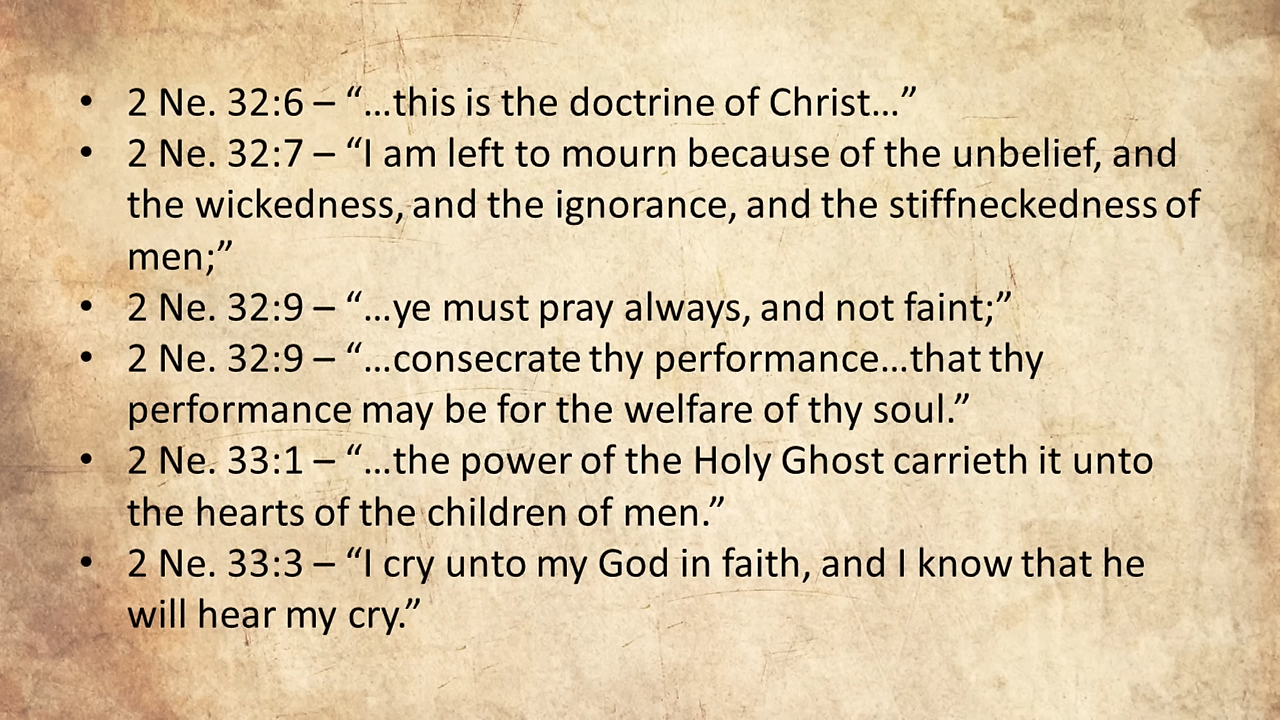 • 2 Ne. 32:6 – “…this is the doctrine of Christ…”
• 2 Ne. 32:7 – “I am left to mourn because of the unbelief, and
the wickedness, and the ignorance, and the stiffneckedness of
men;”
• 2 Ne. 32:9 – “…ye must pray always, and not faint;”
• 2 Ne. 32:9 – “…consecrate thy performance…that thy
performance may be for the welfare of thy soul.”
• 2 Ne. 33:1 – “…the power of the Holy Ghost carrieth it unto
the hearts of the children of men.”
• 2 Ne. 33:3 – “I cry unto my God in faith, and I know that he
will hear my cry.”